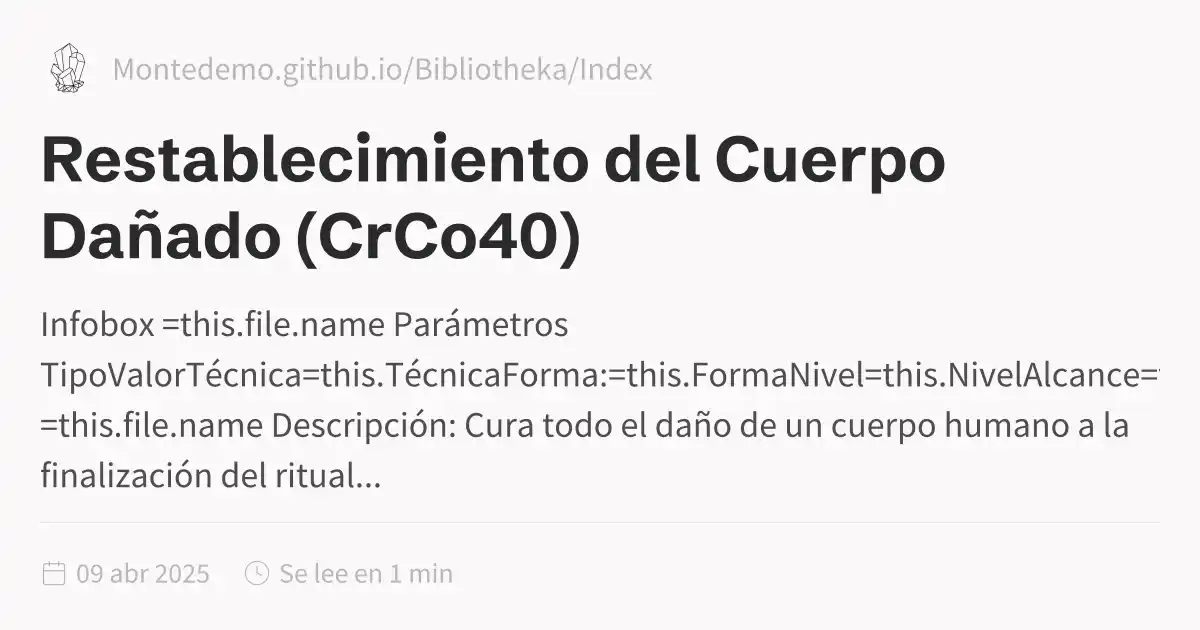 Montedemo.github.io/Bibliotheka/Index
Restablecimiento del Cuerpo
Dañado (CrCo40)
Infobox =this.file.name Parámetros
TipoValorTécnica=this.TécnicaForma:=this.FormaNivel=this.NivelAlcance=
=this.file.name Descripción: Cura todo el daño de un cuerpo humano a la
finalización del ritual...
09 abr 2025 Se lee en 1 min